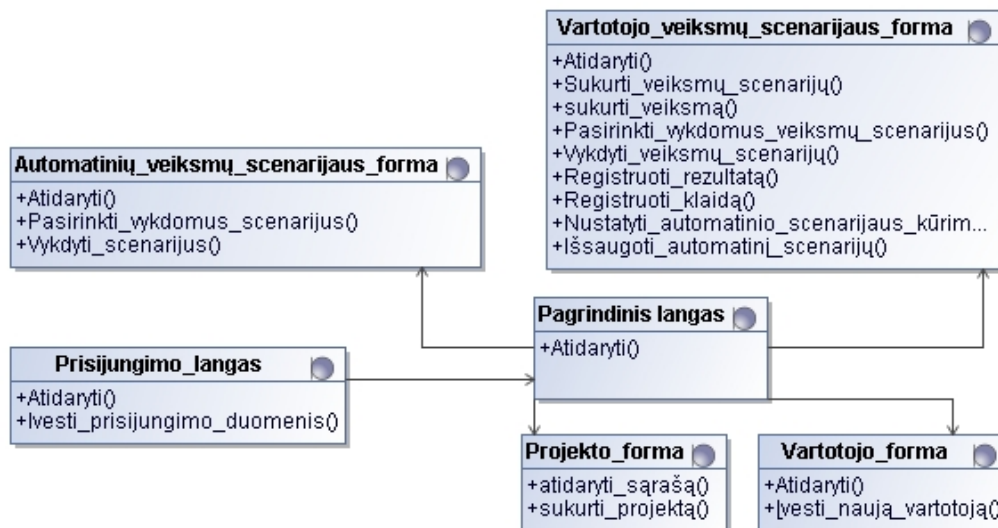 Vartotojo_veiksmų_scenarijaus_forma
+Atidaryti()
+Sukurti_veiksmų_scenarijų()
+sukurti_veiksmą()
+Pasirinkti_vykdomus_veiksmų_scenarijus()
+Vykdyti_veiksmų_scenarijų()
+Registruoti_rezultatą()
+Registruoti_klaidą()
+Nustatyti_automatinio_scenarijaus_kūrim...
+Išsaugoti_automatinį_scenarijų()
Automatinių_veiksmų_scenarijaus_forma
+Atidaryti()
+Pasirinkti_vykdomus_scenarijus()
+Vykdyti_scenarijus()
Pagrindinis langas
+Atidaryti()
Prisijungimo_langas
+Atidaryti()
+Ivesti_prisijungimo_duomenis()
Projekto_forma
+atidaryti_sąrašą()
+sukurti_projektą()
Vartotojo_forma
+Atidaryti()
+Įvesti_naują_vartotoją()